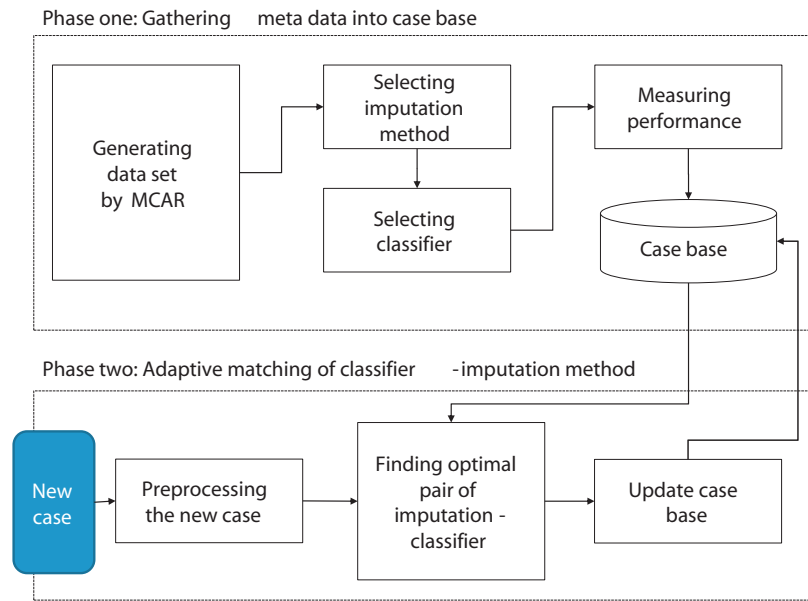 Phase one: Gathering meta data into case base
Generating
data set
by MCAR
Selecting
imputation
method
Selecting
classifier
Measuring
performance
Case base
Phase two: Adaptive matching of classifier -imputation method
New
case
Preprocessing
the new case
Finding optimal
pair of
imputation -
classifier
Update case
base